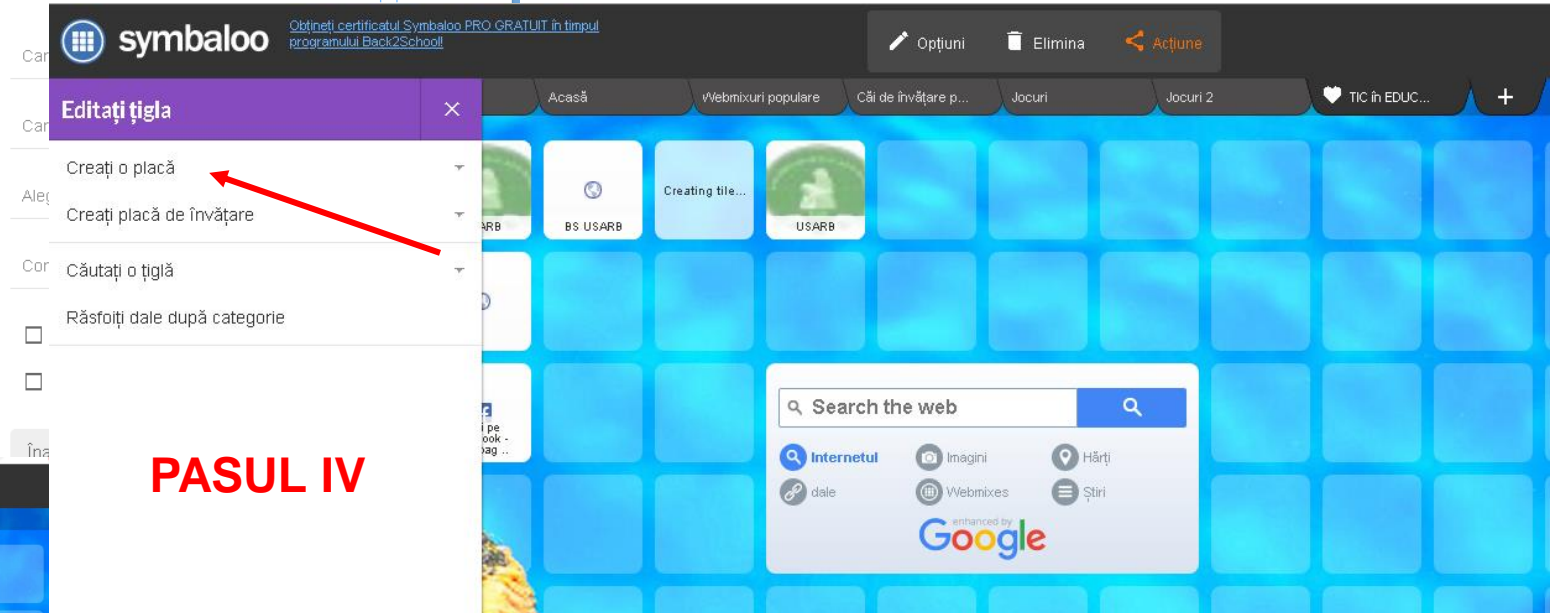 symbaloo
Obțineți certificatul Symbaloo PRO GRATUIT în timpul
programului Back2School!
Opțiuni
Elimina
Acțiune
Editați țigla
×
Acasă
Webmixuri populare
Căi de învățare p...
Jocuri
Jocuri 2
TIC în EDUC...
+
Creați o placă
Creați placă de învățare
Căutați o țiglă
Răsfoiți dale după categorie
PASUL IV
BS USARB
Creating tile...
USARB
Search the web
Internetul
Imagini
Hărți
dale
Webmixes
Știri
enhanced by
Google